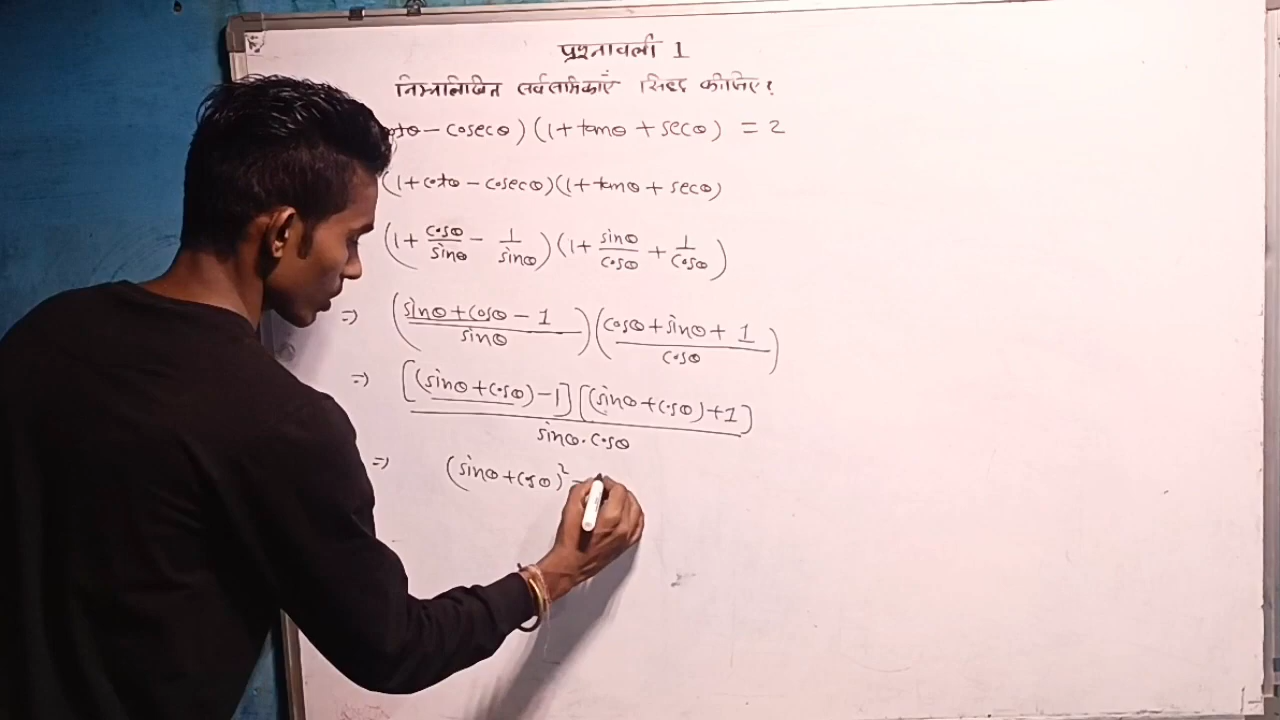 प्रश्नावली 1
निम्नलिखित सर्वसमिकाएँ सिद्ध कीजिए।
cotθ - cosecθ)(1 + tanθ + secθ) = 2
(1 + cotθ - cosecθ)(1 + tanθ + secθ)
(1 + cosθ/sinθ - 1/sinθ)(1 + sinθ/cosθ + 1/cosθ)
=> (sinθ + cosθ - 1 / sinθ)(cosθ + sinθ + 1 / cosθ)
=> [(sinθ + cosθ) - 1][(sinθ + cosθ) + 1] / sinθ.cosθ
=> (sinθ + cosθ)² -